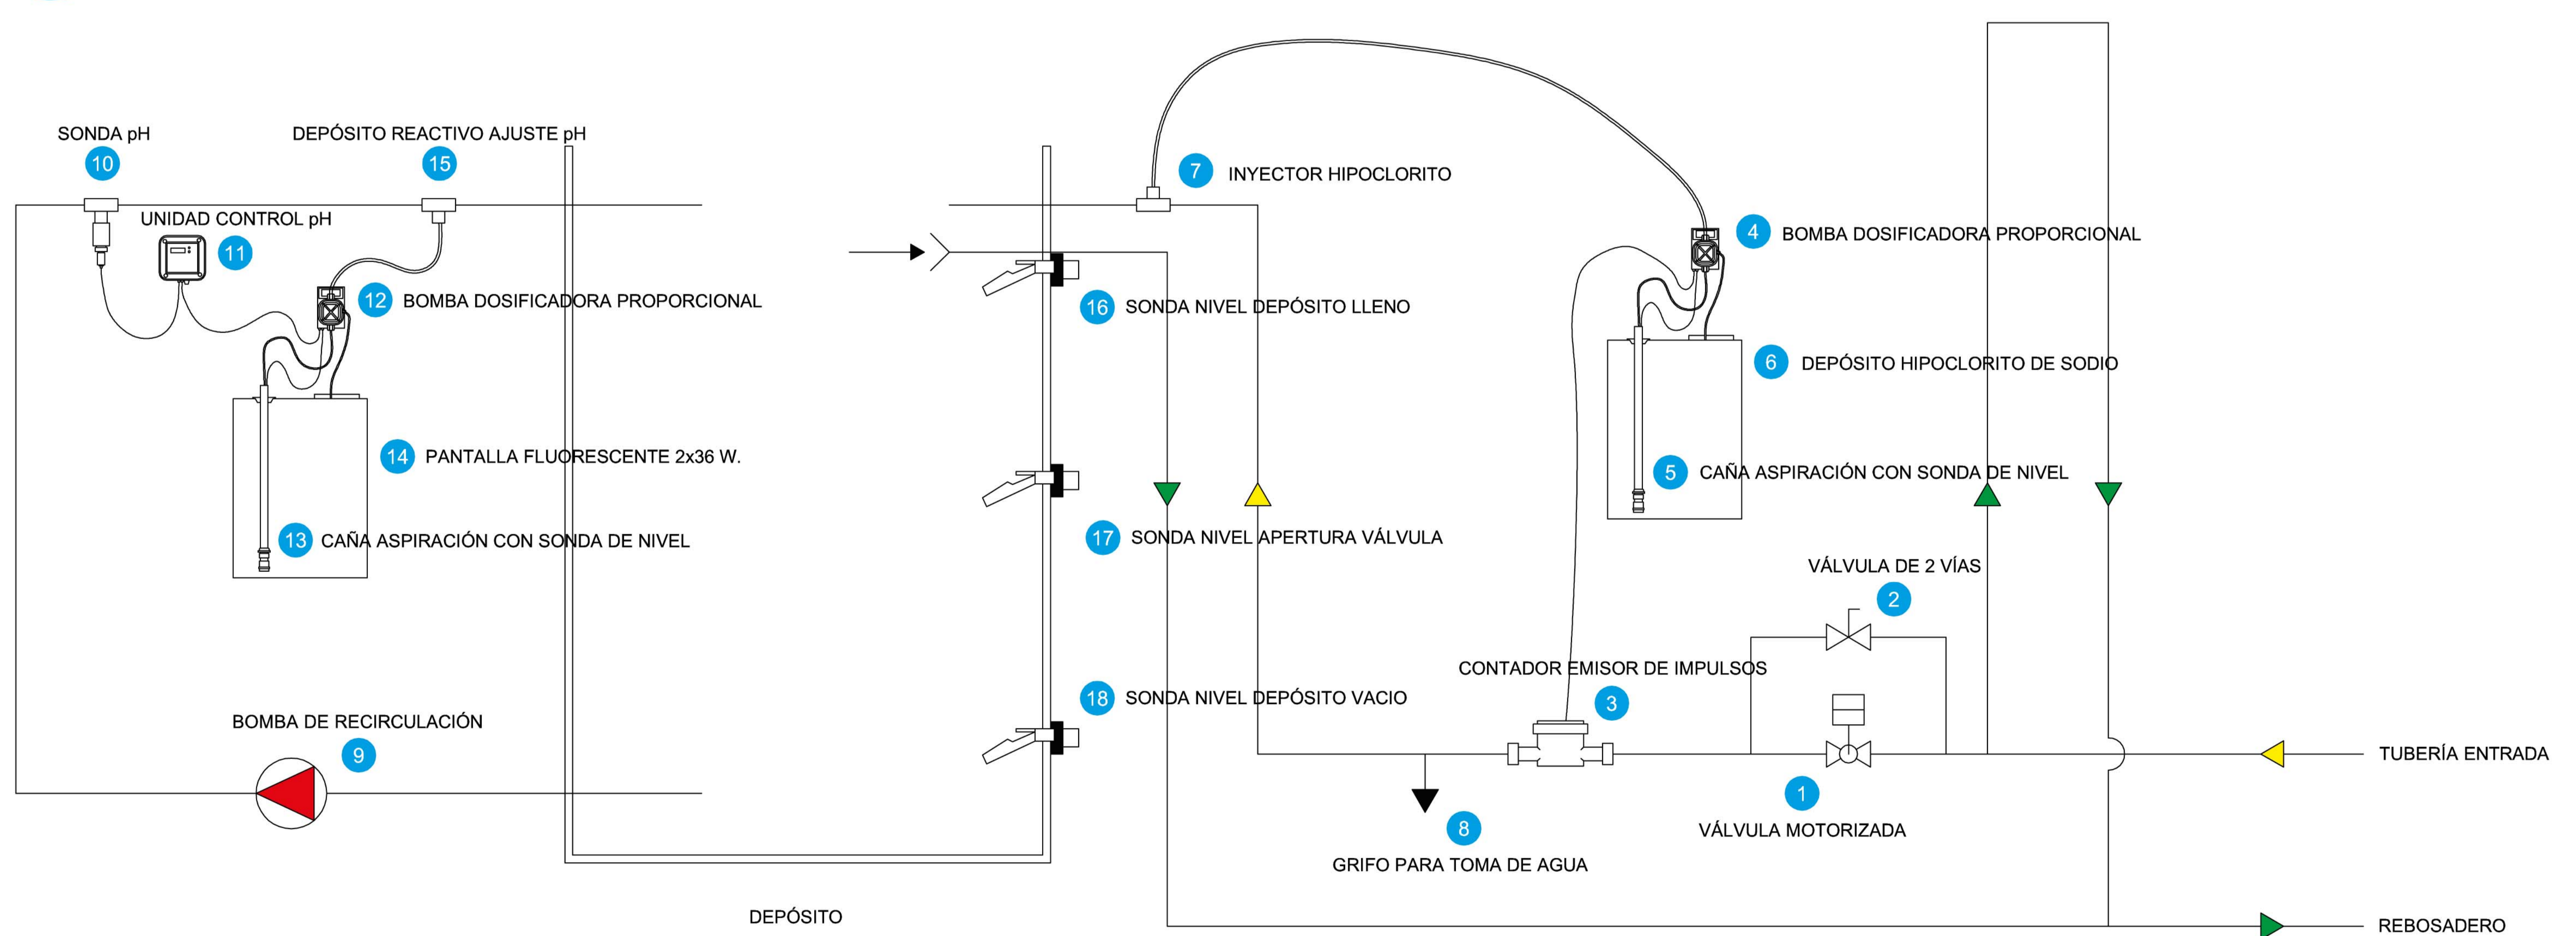 SONDA pH
10
DEPÓSITO REACTIVO AJUSTE pH
15
UNIDAD CONTROL pH
11
12 BOMBA DOSIFICADORA PROPORCIONAL
14 PANTALLA FLUORESCENTE 2x36 W.
13 CAÑA ASPIRACIÓN CON SONDA DE NIVEL
BOMBA DE RECIRCULACIÓN
9
DEPÓSITO
7 INYECTOR HIPOCLORITO
16 SONDA NIVEL DEPÓSITO LLENO
17 SONDA NIVEL APERTURA VÁLVULA
18 SONDA NIVEL DEPÓSITO VACIO
4 BOMBA DOSIFICADORA PROPORCIONAL
6 DEPÓSITO HIPOCLORITO DE SODIO
5 CAÑA ASPIRACIÓN CON SONDA DE NIVEL
VÁLVULA DE 2 VÍAS
2
CONTADOR EMISOR DE IMPULSOS
3
1
VÁLVULA MOTORIZADA
8
GRIFO PARA TOMA DE AGUA
TUBERÍA ENTRADA
REBOSADERO